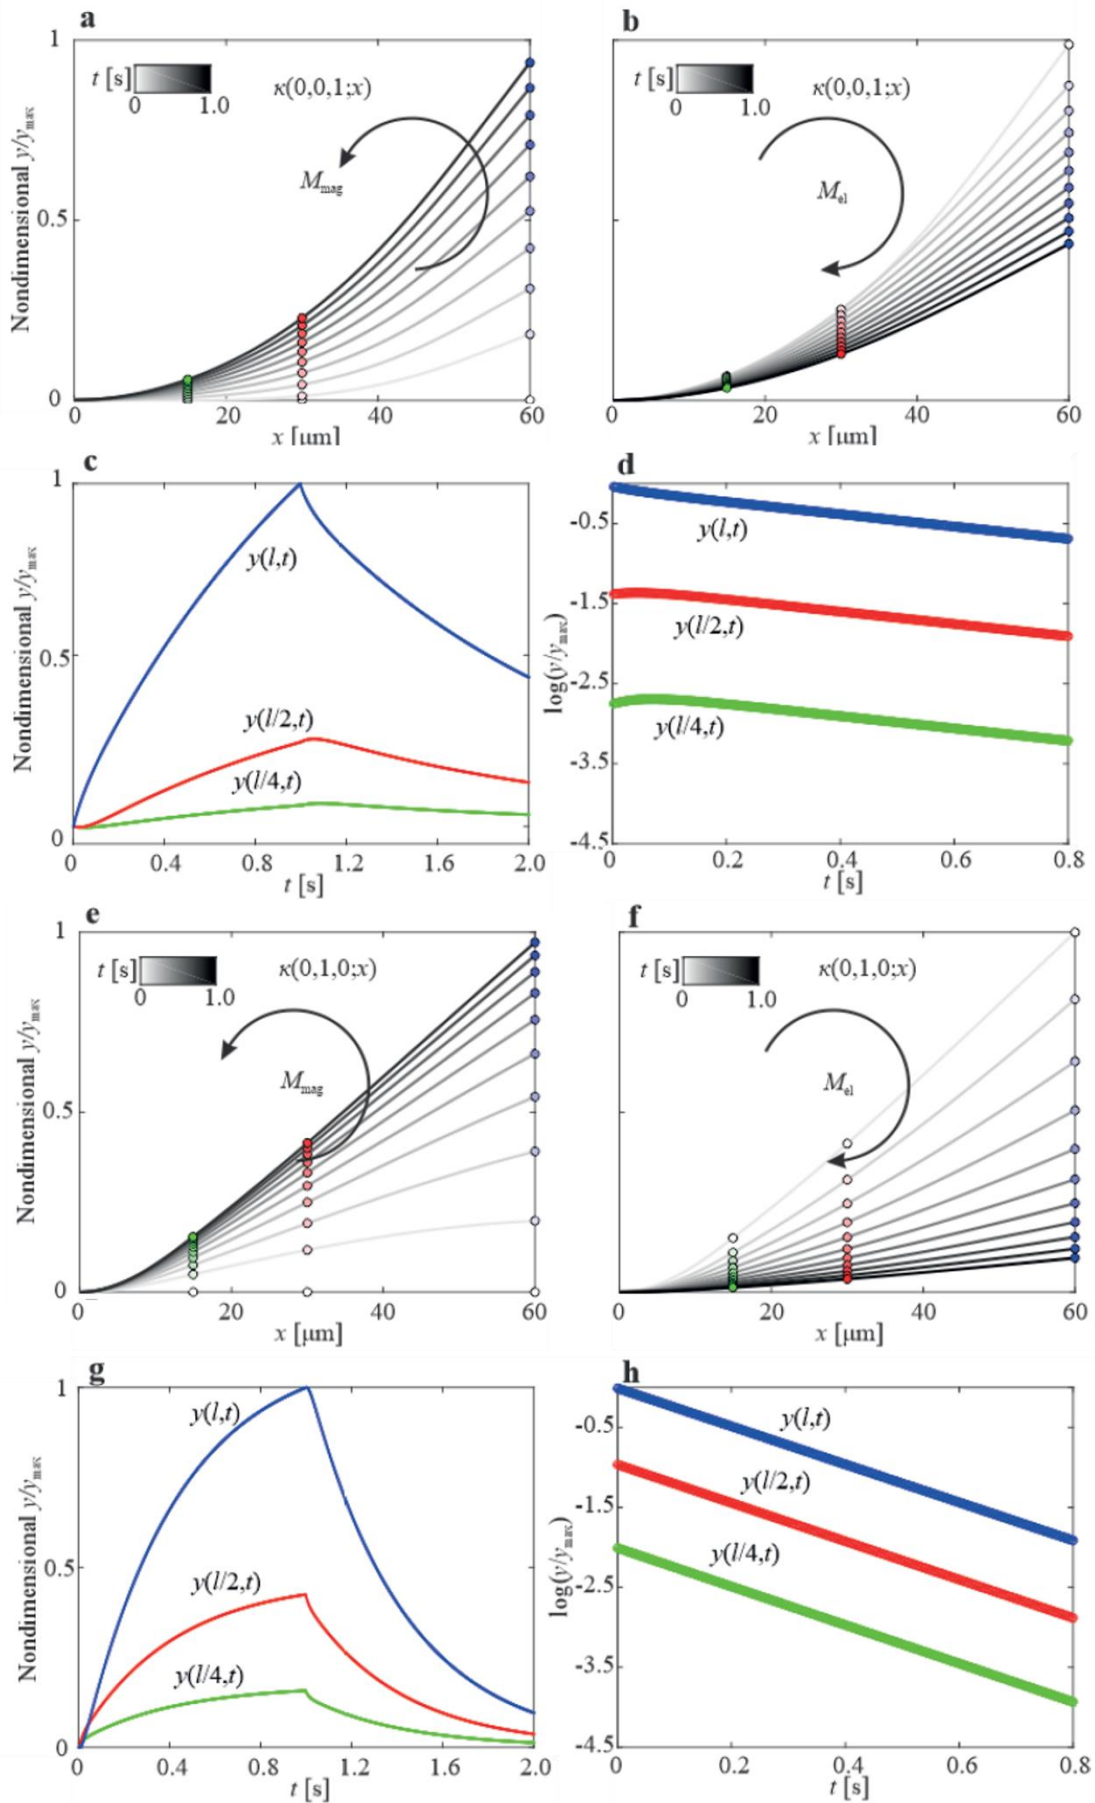 a
1
0.5
0
Nondimensional y/y_max
t [s]
0 1.0
κ(0,0,1;x)
M_mag
0 20 40 60
x [μm]
b
t [s]
0 1.0
κ(0,0,1;x)
M_el
0 20 40 60
x [μm]
c
1
0.5
0
Nondimensional y/y_max
y(l,t)
y(l/2,t)
y(l/4,t)
0 0.4 0.8 1.2 1.6 2.0
t [s]
d
-0.5
-1.5
-2.5
-3.5
-4.5
log(y/y_max)
y(l,t)
y(l/2,t)
y(l/4,t)
0 0.2 0.4 0.6 0.8
t [s]
e
1
0.5
0
Nondimensional y/y_max
t [s]
0 1.0
κ(0,1,0;x)
M_mag
20 40 60
x [μm]
f
t [s]
0 1.0
κ(0,1,0;x)
M_el
0 20 40 60
x [μm]
g
1
0.5
0
Nondimensional y/y_max
y(l,t)
y(l/2,t)
y(l/4,t)
0 0.4 0.8 1.2 1.6 2.0
t [s]
h
-0.5
-1.5
-2.5
-3.5
-4.5
log(y/y_max)
y(l,t)
y(l/2,t)
y(l/4,t)
0 0.2 0.4 0.6 0.8
t [s]